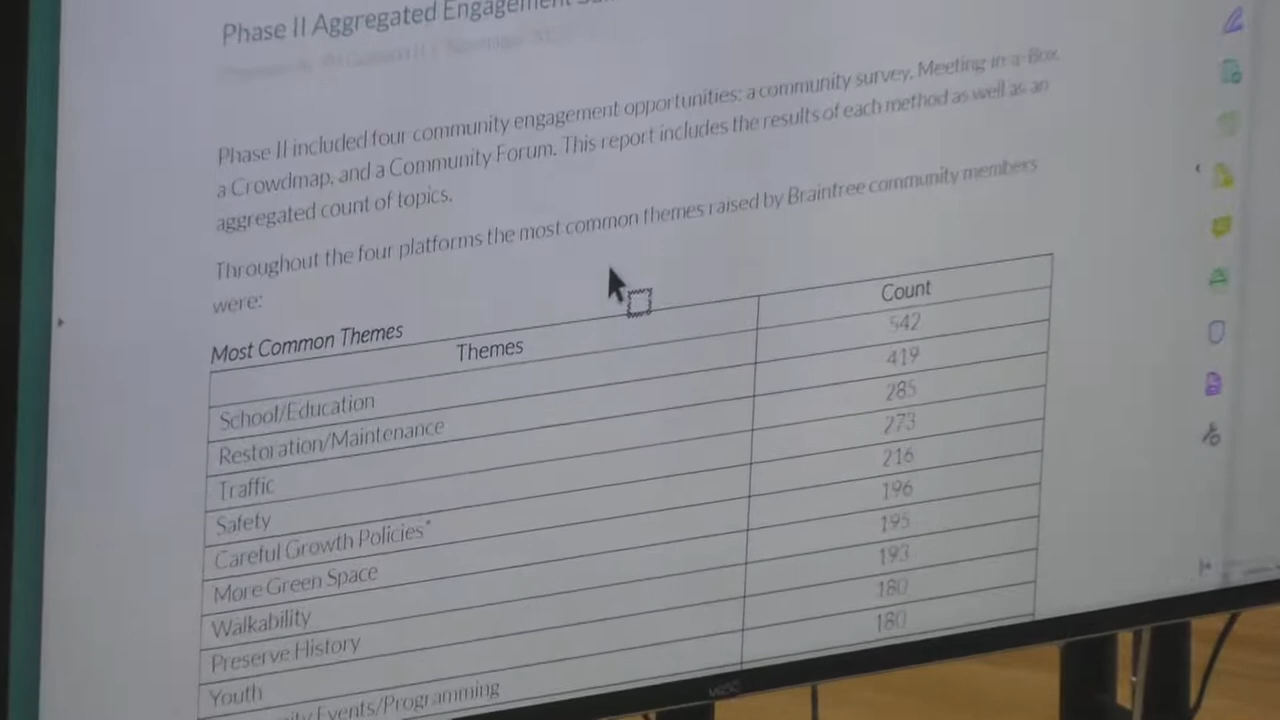 Phase II Aggregated Engagement
Phase II included four community engagement opportunities: a community survey, Meeting in-a-Box,
a Crowdmap, and a Community Forum. This report includes the results of each method as well as an
aggregated count of topics.
Throughout the four platforms the most common themes raised by Braintree community members
were:
Most Common Themes
Themes Count
School/Education 542
Restoration/Maintenance 419
Traffic 285
Safety 273
Careful Growth Policies* 216
More Green Space 196
Walkability 195
Preserve History 193
Youth 180
Events/Programming 180